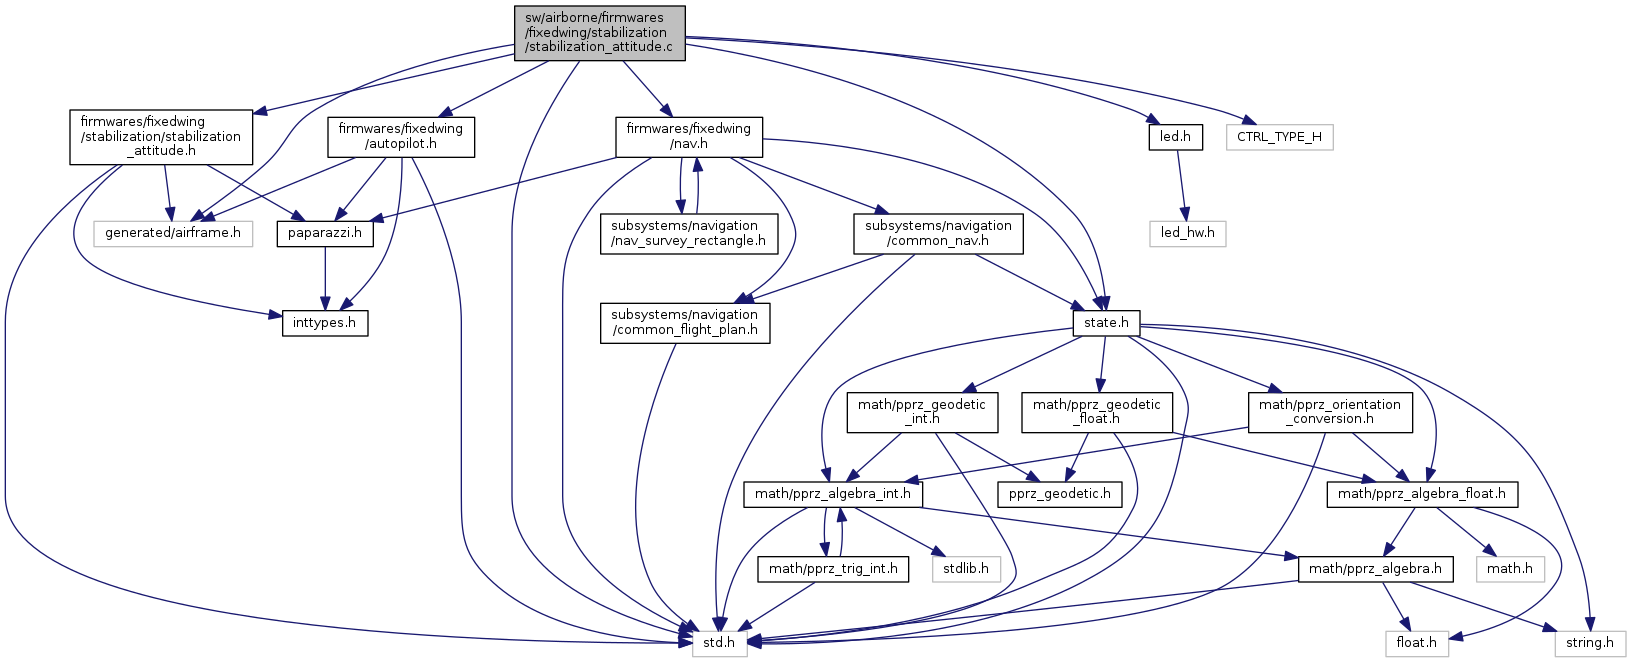 sw/airborne/firmwares
/fixedwing/stabilization
/stabilization_attitude.c
firmwares/fixedwing
/stabilization/stabilization
_attitude.h
firmwares/fixedwing
/autopilot.h
firmwares/fixedwing
/nav.h
led.h
CTRL_TYPE_H
generated/airframe.h
paparazzi.h
subsystems/navigation
/nav_survey_rectangle.h
subsystems/navigation
/common_nav.h
led_hw.h
inttypes.h
subsystems/navigation
/common_flight_plan.h
state.h
math/pprz_geodetic
_int.h
math/pprz_geodetic
_float.h
math/pprz_orientation
_conversion.h
math/pprz_algebra_int.h
pprz_geodetic.h
math/pprz_algebra_float.h
math/pprz_trig_int.h
stdlib.h
math/pprz_algebra.h
math.h
std.h
float.h
string.h